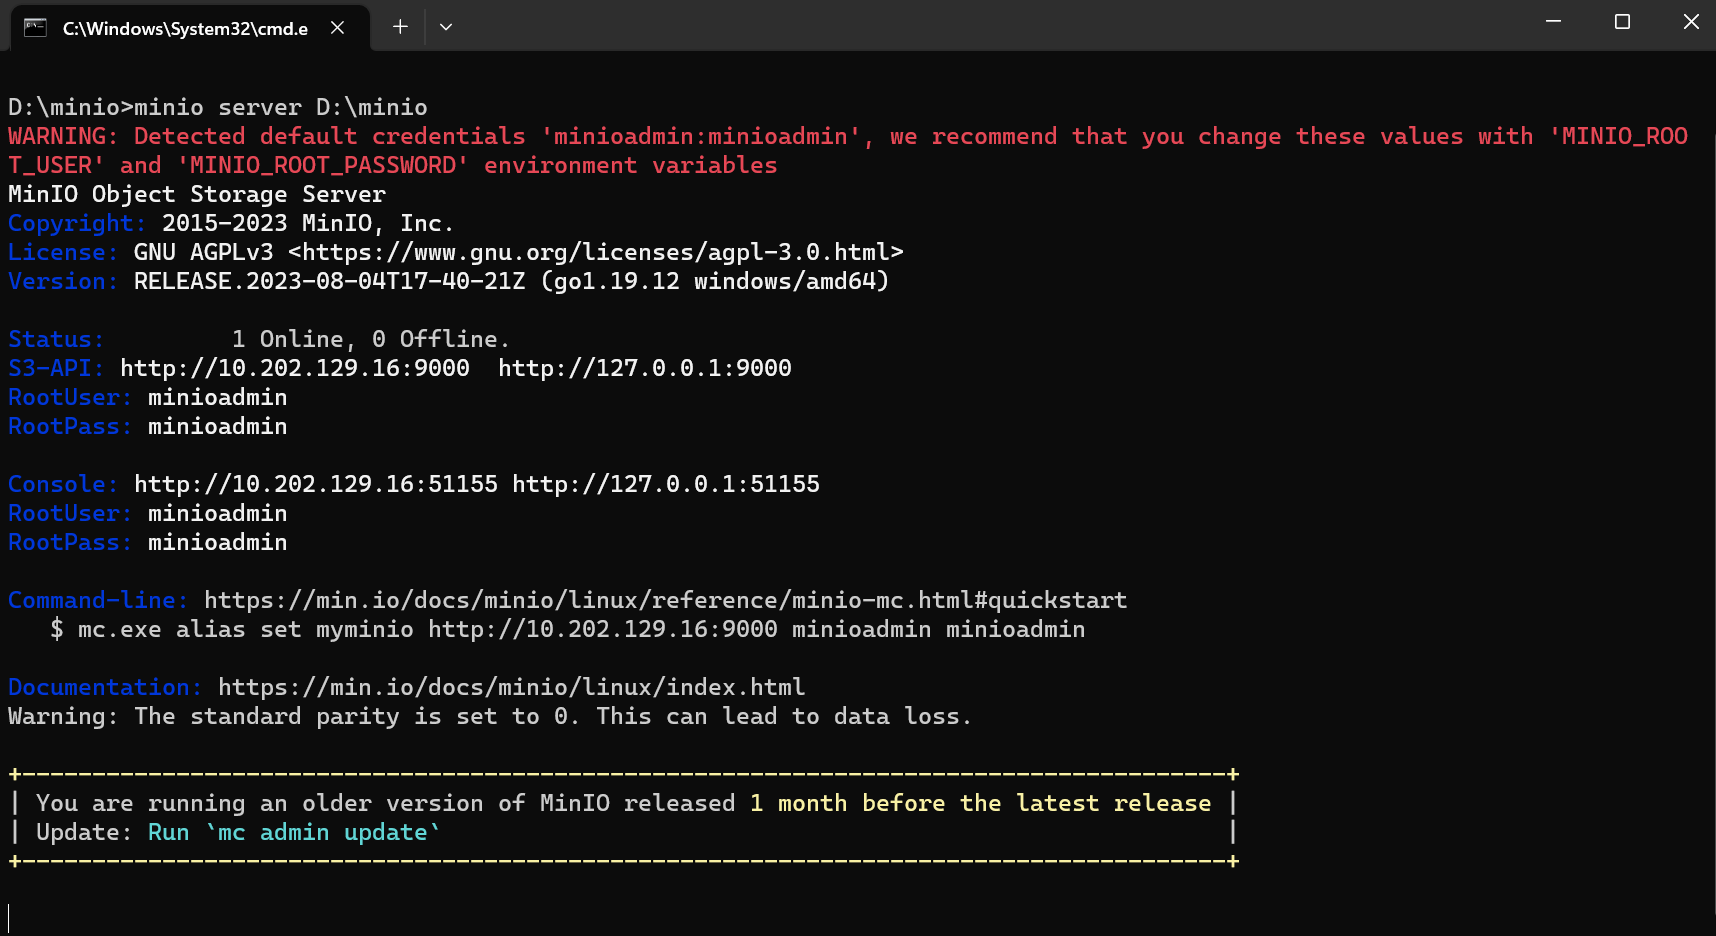 C:\Windows\System32\cmd.e
D:\minio>minio server D:\minio
WARNING: Detected default credentials 'minioadmin:minioadmin', we recommend that you change these values with 'MINIO_ROO
T_USER' and 'MINIO_ROOT_PASSWORD' environment variables
MinIO Object Storage Server
Copyright: 2015-2023 MinIO, Inc.
License: GNU AGPLv3 <https://www.gnu.org/licenses/agpl-3.0.html>
Version: RELEASE.2023-08-04T17-40-21Z (go1.19.12 windows/amd64)
Status:         1 Online, 0 Offline.
S3-API: http://10.202.129.16:9000  http://127.0.0.1:9000
RootUser: minioadmin
RootPass: minioadmin
Console: http://10.202.129.16:51155 http://127.0.0.1:51155
RootUser: minioadmin
RootPass: minioadmin
Command-line: https://min.io/docs/minio/linux/reference/minio-mc.html#quickstart
   $ mc.exe alias set myminio http://10.202.129.16:9000 minioadmin minioadmin
Documentation: https://min.io/docs/minio/linux/index.html
Warning: The standard parity is set to 0. This can lead to data loss.
+--------------------------------------------------------------------------------------+
| You are running an older version of MinIO released 1 month before the latest release |
| Update: Run `mc admin update`                                                        |
+--------------------------------------------------------------------------------------+